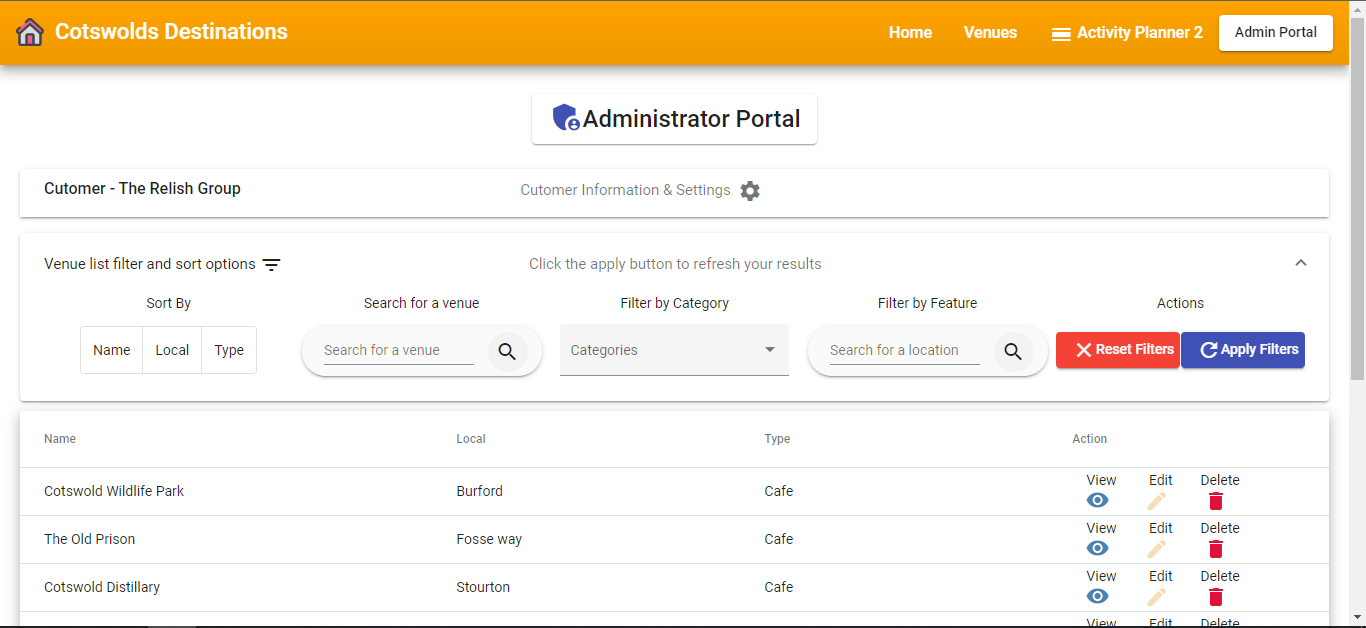 Cotswolds Destinations Home Venues Activity Planner 2 Admin Portal
Administrator Portal
Cutomer - The Relish Group Cutomer Information & Settings
Venue list filter and sort options Click the apply button to refresh your results
Sort By Search for a venue Filter by Category Filter by Feature Actions
Name Local Type Search for a venue Categories Search for a location Reset Filters Apply Filters
Name Local Type Action
Cotswold Wildlife Park Burford Cafe View Edit Delete
The Old Prison Fosse way Cafe View Edit Delete
Cotswold Distillary Stourton Cafe View Edit Delete
View Edit Delete